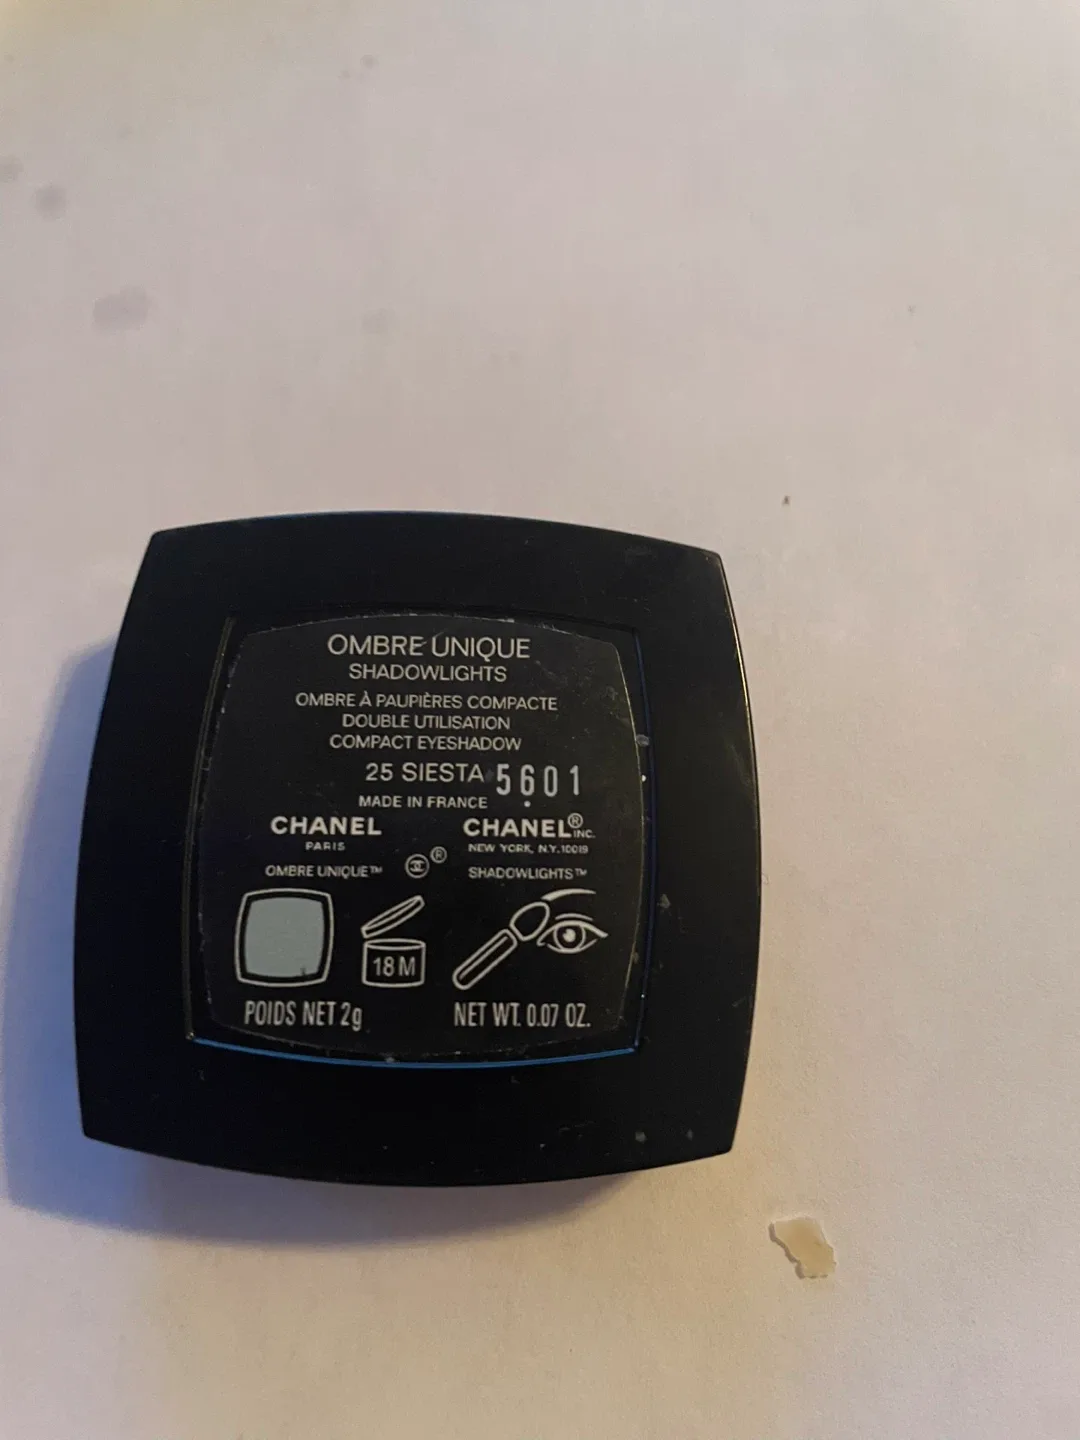 OMBRE UNIQUE
SHADOWLIGHTS
OMBRE À PAUPIÈRES COMPACTE
DOUBLE UTILISATION
COMPACT EYESHADOW
25 SIESTA 5601
MADE IN FRANCE
CHANEL CHANEL® INC.
PARIS NEW YORK, N.Y. 10019
OMBRE UNIQUE™ ® SHADOWLIGHTS™
18M
POIDS NET 2g NET WT. 0.07 OZ.